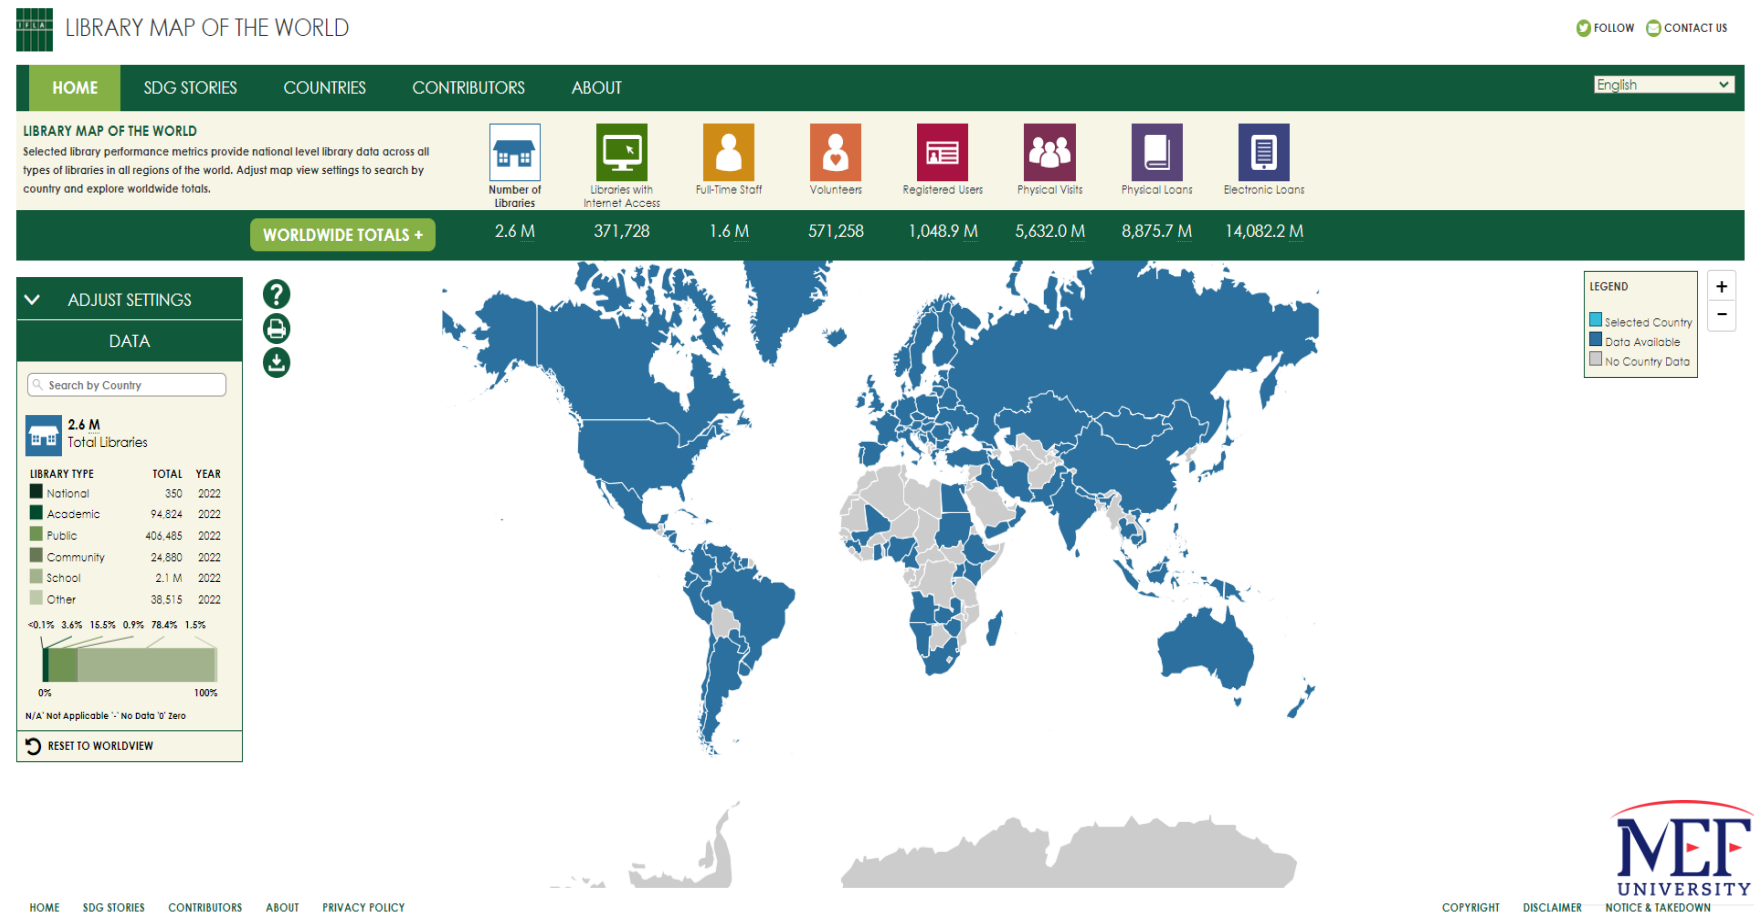 IFLA
LIBRARY MAP OF THE WORLD
FOLLOW
CONTACT US
HOME
SDG STORIES
COUNTRIES
CONTRIBUTORS
ABOUT
English
LIBRARY MAP OF THE WORLD
Selected library performance metrics provide national level library data across all
types of libraries in all regions of the world. Adjust map view settings to search by
country and explore worldwide totals.
Number of
Libraries
Libraries with
Internet Access
Full-Time Staff
Volunteers
Registered Users
Physical Visits
Physical Loans
Electronic Loans
WORLDWIDE TOTALS +
2.6 M
371,728
1.6 M
571,258
1,048.9 M
5,632.0 M
8,875.7 M
14,082.2 M
ADJUST SETTINGS
DATA
Search by Country
2.6 M
Total Libraries
LIBRARY TYPE TOTAL YEAR
National 350 2022
Academic 94,824 2022
Public 406,485 2022
Community 24,880 2022
School 2.1 M 2022
Other 38,515 2022
<0.1% 3.6% 15.5% 0.9% 78.4% 1.5%
0% 100%
N/A' Not Applicable '-' No Data '0' Zero
RESET TO WORLDVIEW
?
LEGEND
Selected Country
Data Available
No Country Data
+
-
MEF
UNIVERSITY
HOME
SDG STORIES
CONTRIBUTORS
ABOUT
PRIVACY POLICY
COPYRIGHT
DISCLAIMER
NOTICE & TAKEDOWN